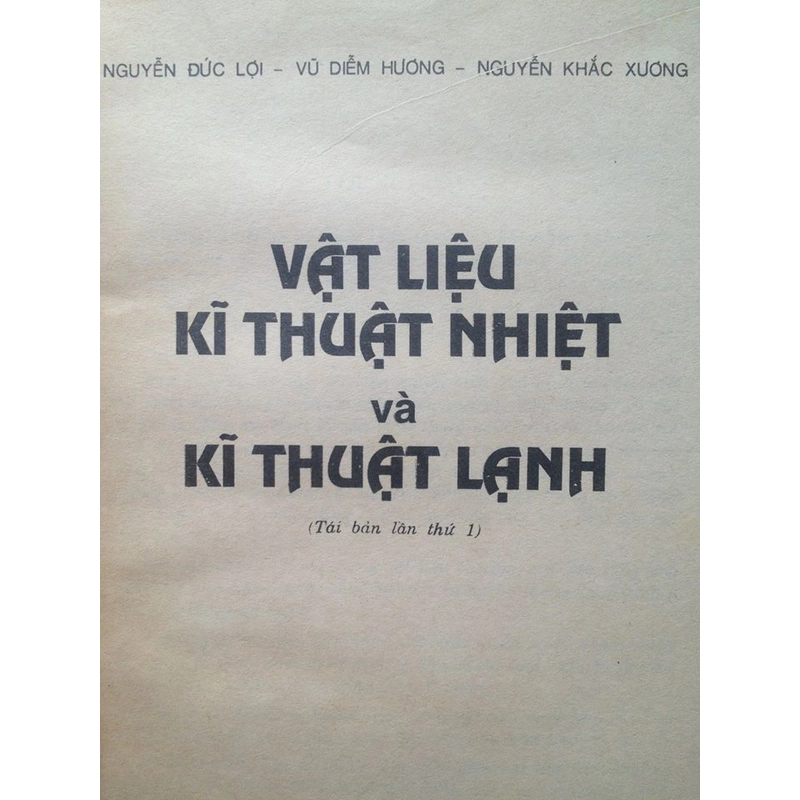 NGUYỄN ĐỨC LỢI - VŨ DIỄM HƯƠNG - NGUYỄN KHẮC XƯƠNG
VẬT LIỆU
KĨ THUẬT NHIỆT
và
KĨ THUẬT LẠNH
(Tái bản lần thứ 1)